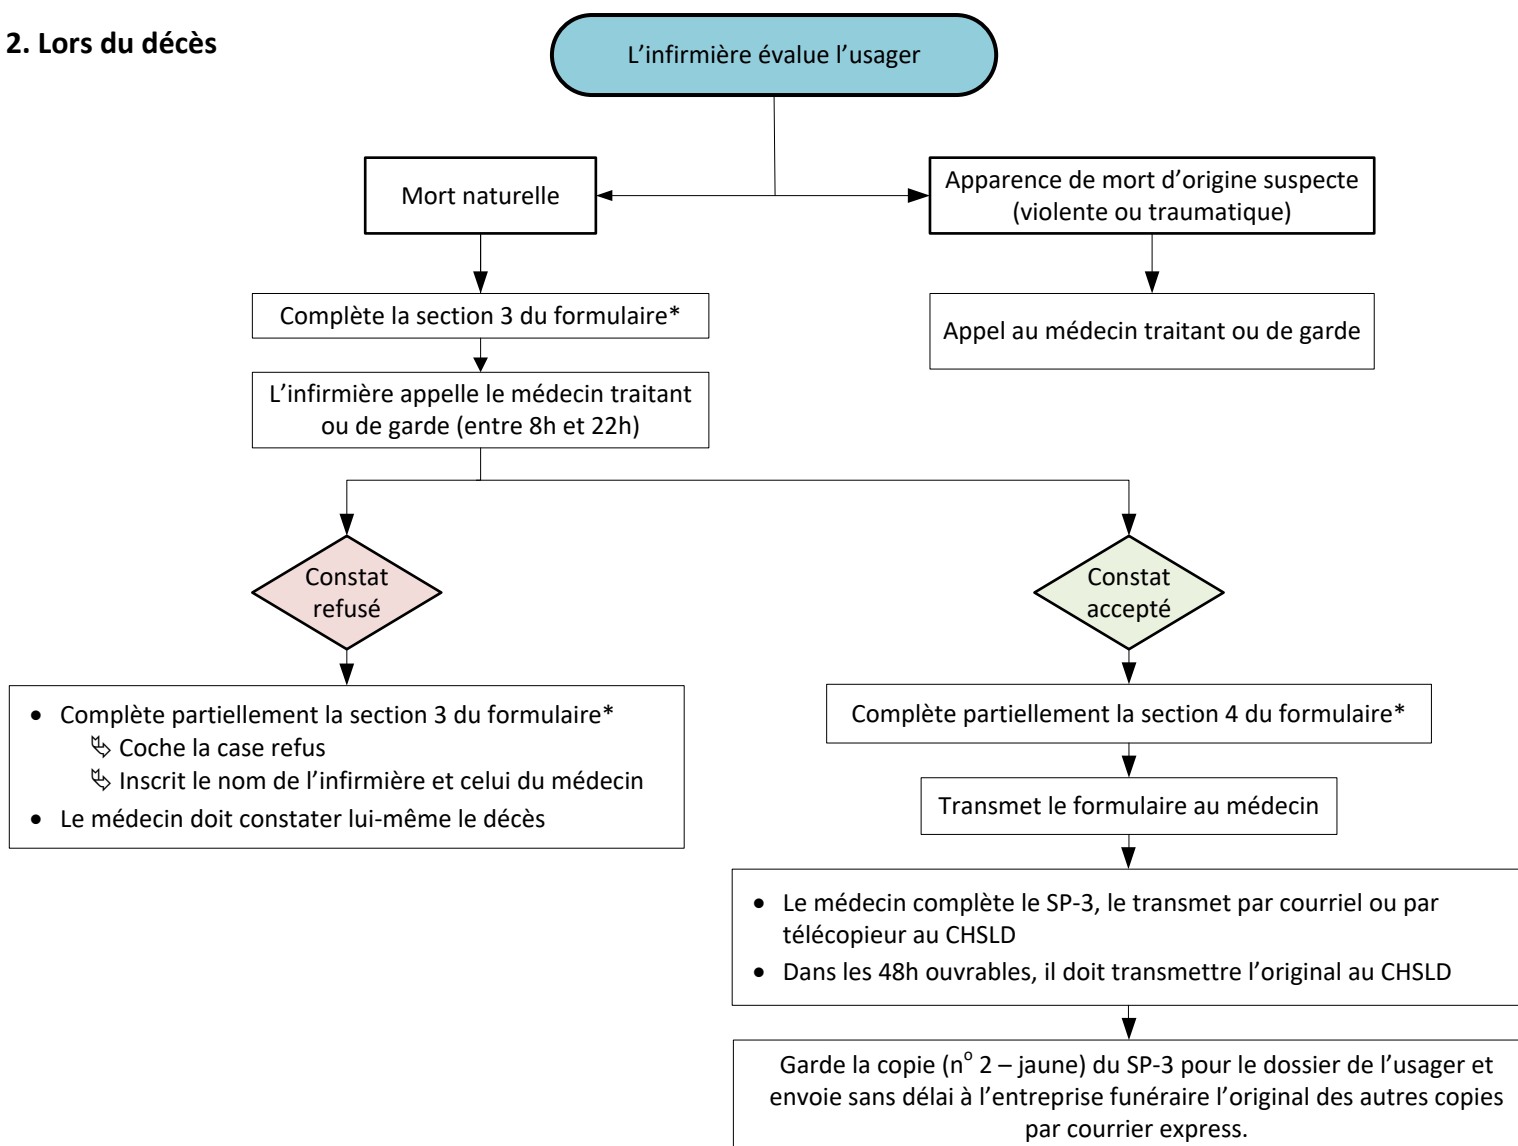 2. Lors du décès
L’infirmière évalue l’usager
Mort naturelle
Apparence de mort d’origine suspecte
(violente ou traumatique)
Complète la section 3 du formulaire*
Appel au médecin traitant ou de garde
L’infirmière appelle le médecin traitant
ou de garde (entre 8h et 22h)
Constat
refusé
Constat
accepté
• Complète partiellement la section 3 du formulaire*
Coche la case refus
Inscrit le nom de l’infirmière et celui du médecin
• Le médecin doit constater lui-même le décès
Complète partiellement la section 4 du formulaire*
Transmet le formulaire au médecin
• Le médecin complète le SP-3, le transmet par courriel ou par
télécopieur au CHSLD
• Dans les 48h ouvrables, il doit transmettre l’original au CHSLD
Garde la copie (nº 2 – jaune) du SP-3 pour le dossier de l’usager et
envoie sans délai à l’entreprise funéraire l’original des autres copies
par courrier express.